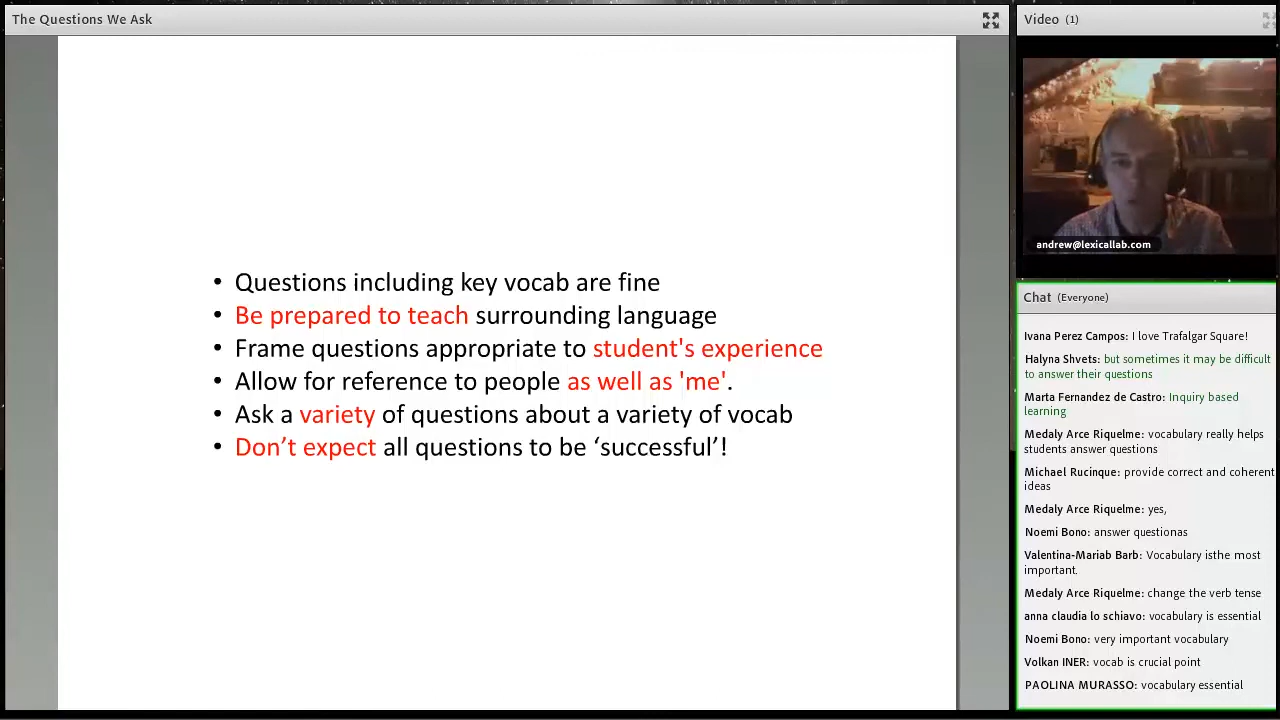 The Questions We Ask
• Questions including key vocab are fine
• Be prepared to teach surrounding language
• Frame questions appropriate to student's experience
• Allow for reference to people as well as 'me'.
• Ask a variety of questions about a variety of vocab
• Don’t expect all questions to be ‘successful’!
Video (1)
andrew@lexicallab.com
Chat (Everyone)
Ivana Perez Campos: I love Trafalgar Square!
Halyna Shvets: but sometimes it may be difficult
to answer their questions
Marta Fernandez de Castro: Inquiry based
learning
Medaly Arce Riquelme: vocabulary really helps
students answer questions
Michael Rucinque: provide correct and coherent
ideas
Medaly Arce Riquelme: yes,
Noemi Bono: answer questionas
Valentina-Mariab Barb: Vocabulary isthe most
important.
Medaly Arce Riquelme: change the verb tense
anna claudia lo schiavo: vocabulary is essential
Noemi Bono: very important vocabulary
Volkan INER: vocab is crucial point
PAOLINA MURASSO: vocabulary essential